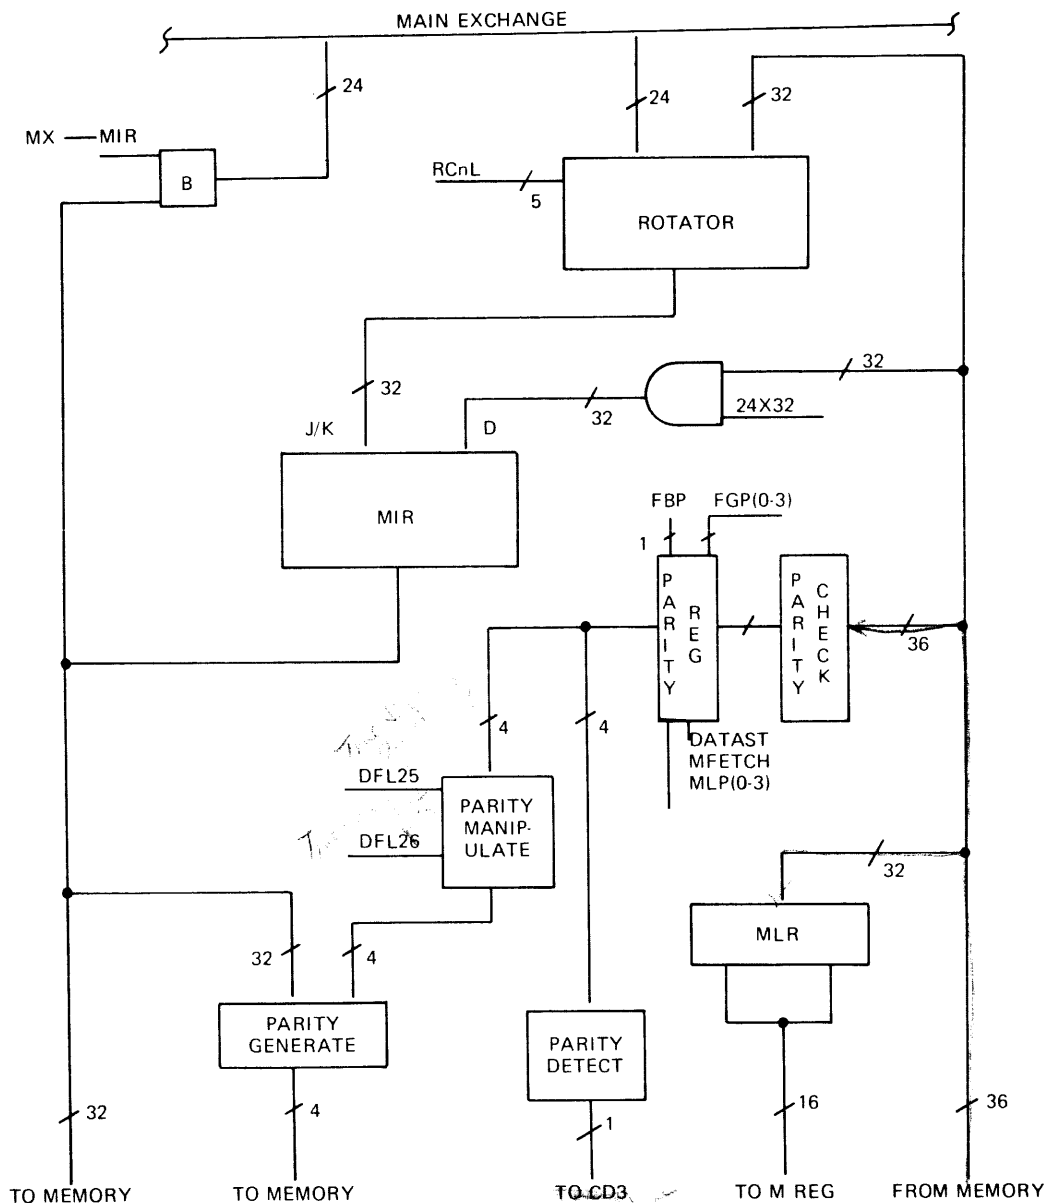 MAIN EXCHANGE
24
24
32
MX MIR
B
RCnL
5
ROTATOR
32
32
32
24X32
J/K
D
MIR
FBP
FGP(0-3)
1
PARITY
REG
PARITY
CHECK
36
4
4
DATAST
MFETCH
MLP(0-3)
DFL25
PARITY
MANIP-
ULATE
DFL26
32
MLR
32
4
PARITY
GENERATE
PARITY
DETECT
32
4
1
16
36
TO MEMORY
TO MEMORY
TO CD3
TO M REG
FROM MEMORY